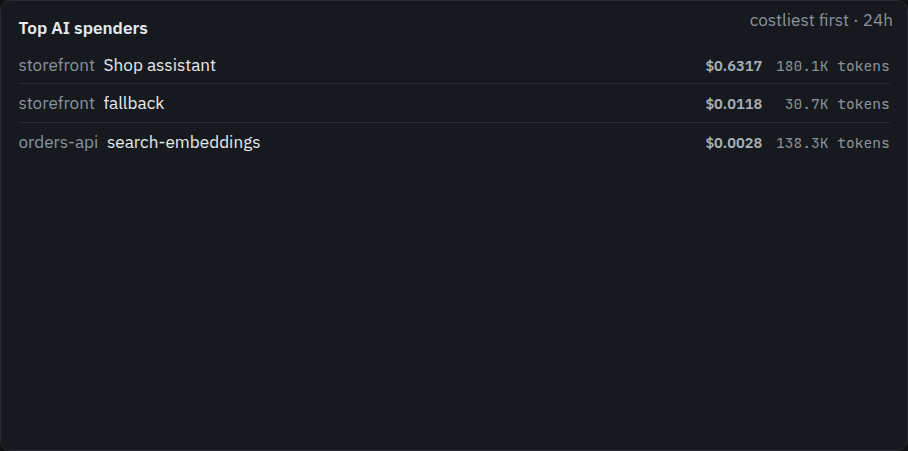 Top AI spenders costliest first · 24h
storefront Shop assistant $0.6317 180.1K tokens
storefront fallback $0.0118 30.7K tokens
orders-api search-embeddings $0.0028 138.3K tokens